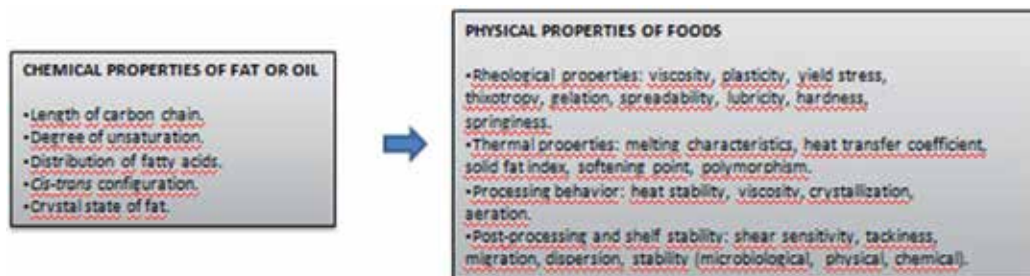 CHEMICAL PROPERTIES OF FAT OR OIL
•Length of carbon chain.
•Degree of unsaturation.
•Distribution of fatty acids.
•Cis-trans configuration.
•Crystal state of fat.
PHYSICAL PROPERTIES OF FOODS
•Rheological properties: viscosity, plasticity, yield stress,
thixotropy, gelation, spreadability, lubricity, hardness,
springiness.
•Thermal properties: melting characteristics, heat transfer coefficient,
solid fat index, softening point, polymorphism.
•Processing behavior: heat stability, viscosity, crystallization,
aeration.
•Post-processing and shelf stability: shear sensitivity, tackiness,
migration, dispersion, stability (microbiological, physical, chemical).